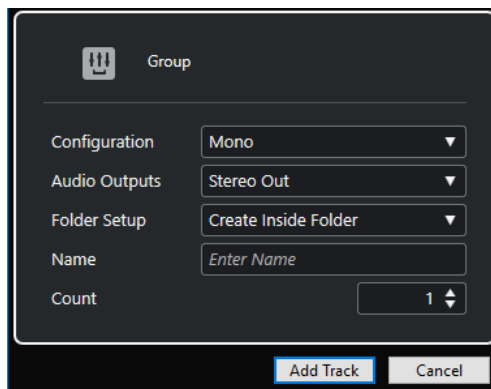 Group
Configuration Mono
Audio Outputs Stereo Out
Folder Setup Create Inside Folder
Name Enter Name
Count 1
Add Track Cancel